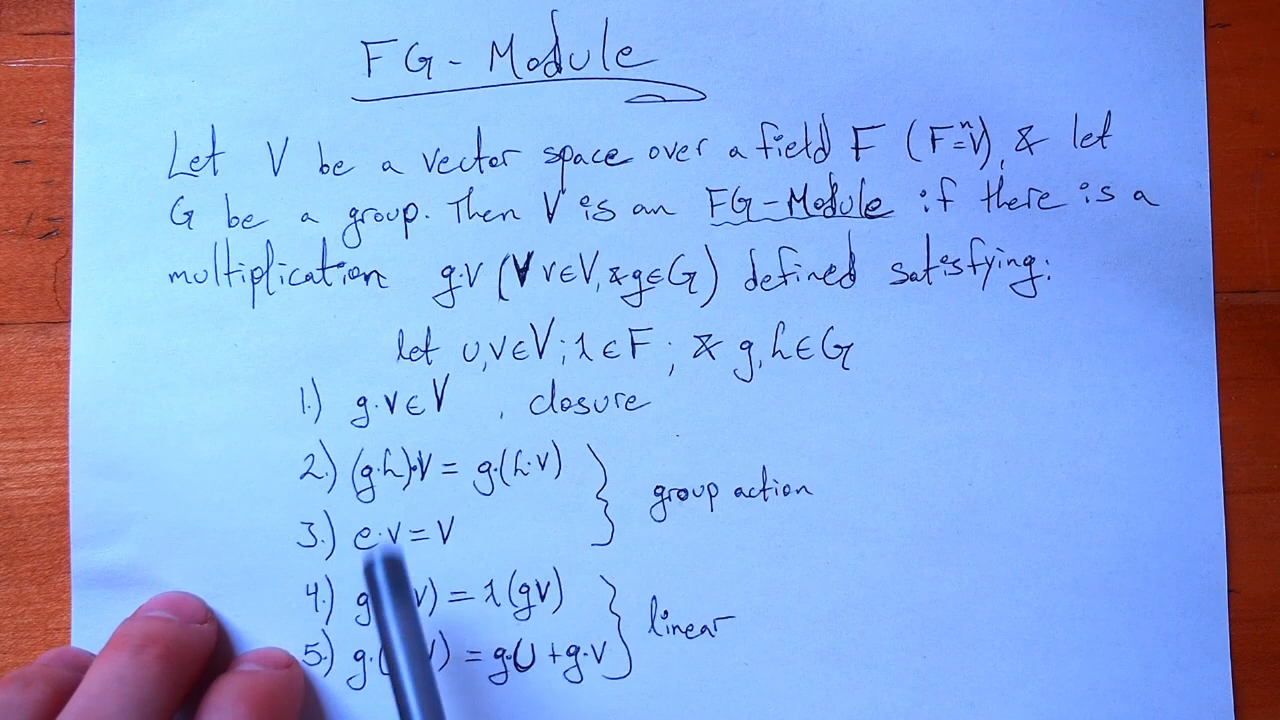 FG-Module
Let V be a vector space over a field F (Fⁿ=V), & let
G be a group. Then V is an FG-Module if there is a
multiplication g·v (∀ v∈V, & g∈G) defined satisfying:
let u,v∈V; λ∈F; & g,h∈G
1.) g·v∈V , closure
2.) (g·h)·v = g·(h·v)
group action
3.) e·v = v
4.) g v) = λ(gv)
linear
5.) g·( ) = g·u + g·v